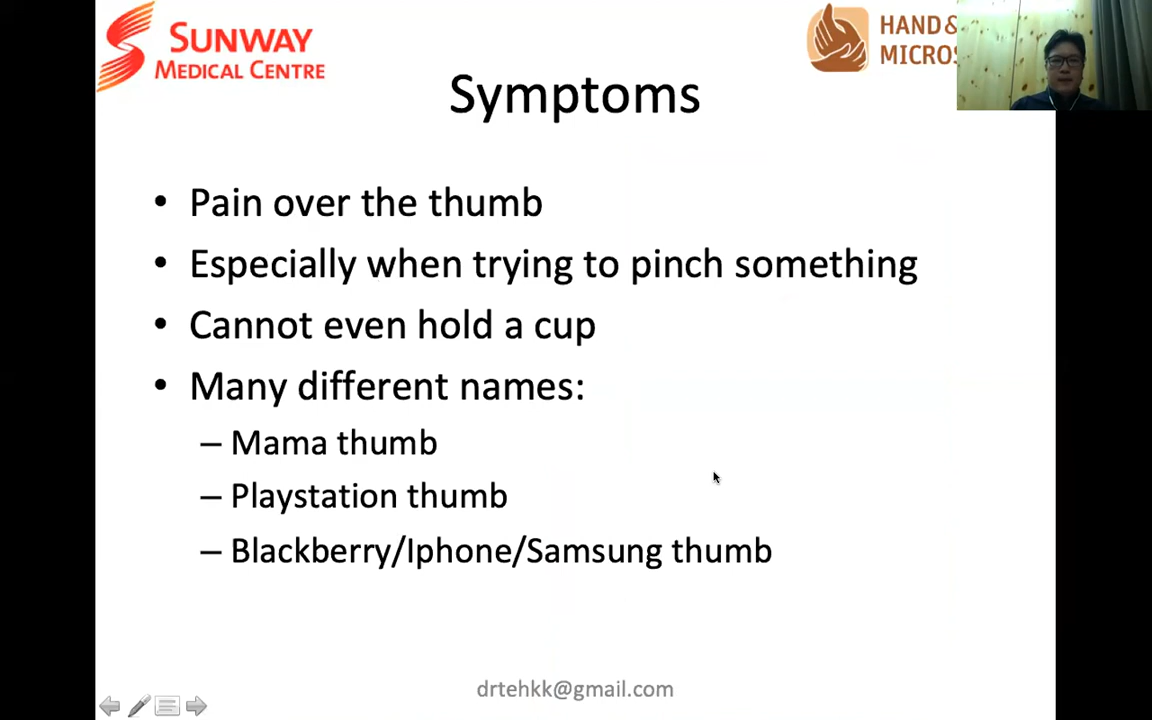 SUNWAY
MEDICAL CENTRE
HAND &
Symptoms
• Pain over the thumb
• Especially when trying to pinch something
• Cannot even hold a cup
• Many different names:
– Mama thumb
– Playstation thumb
– Blackberry/Iphone/Samsung thumb
drtehkk@gmail.com